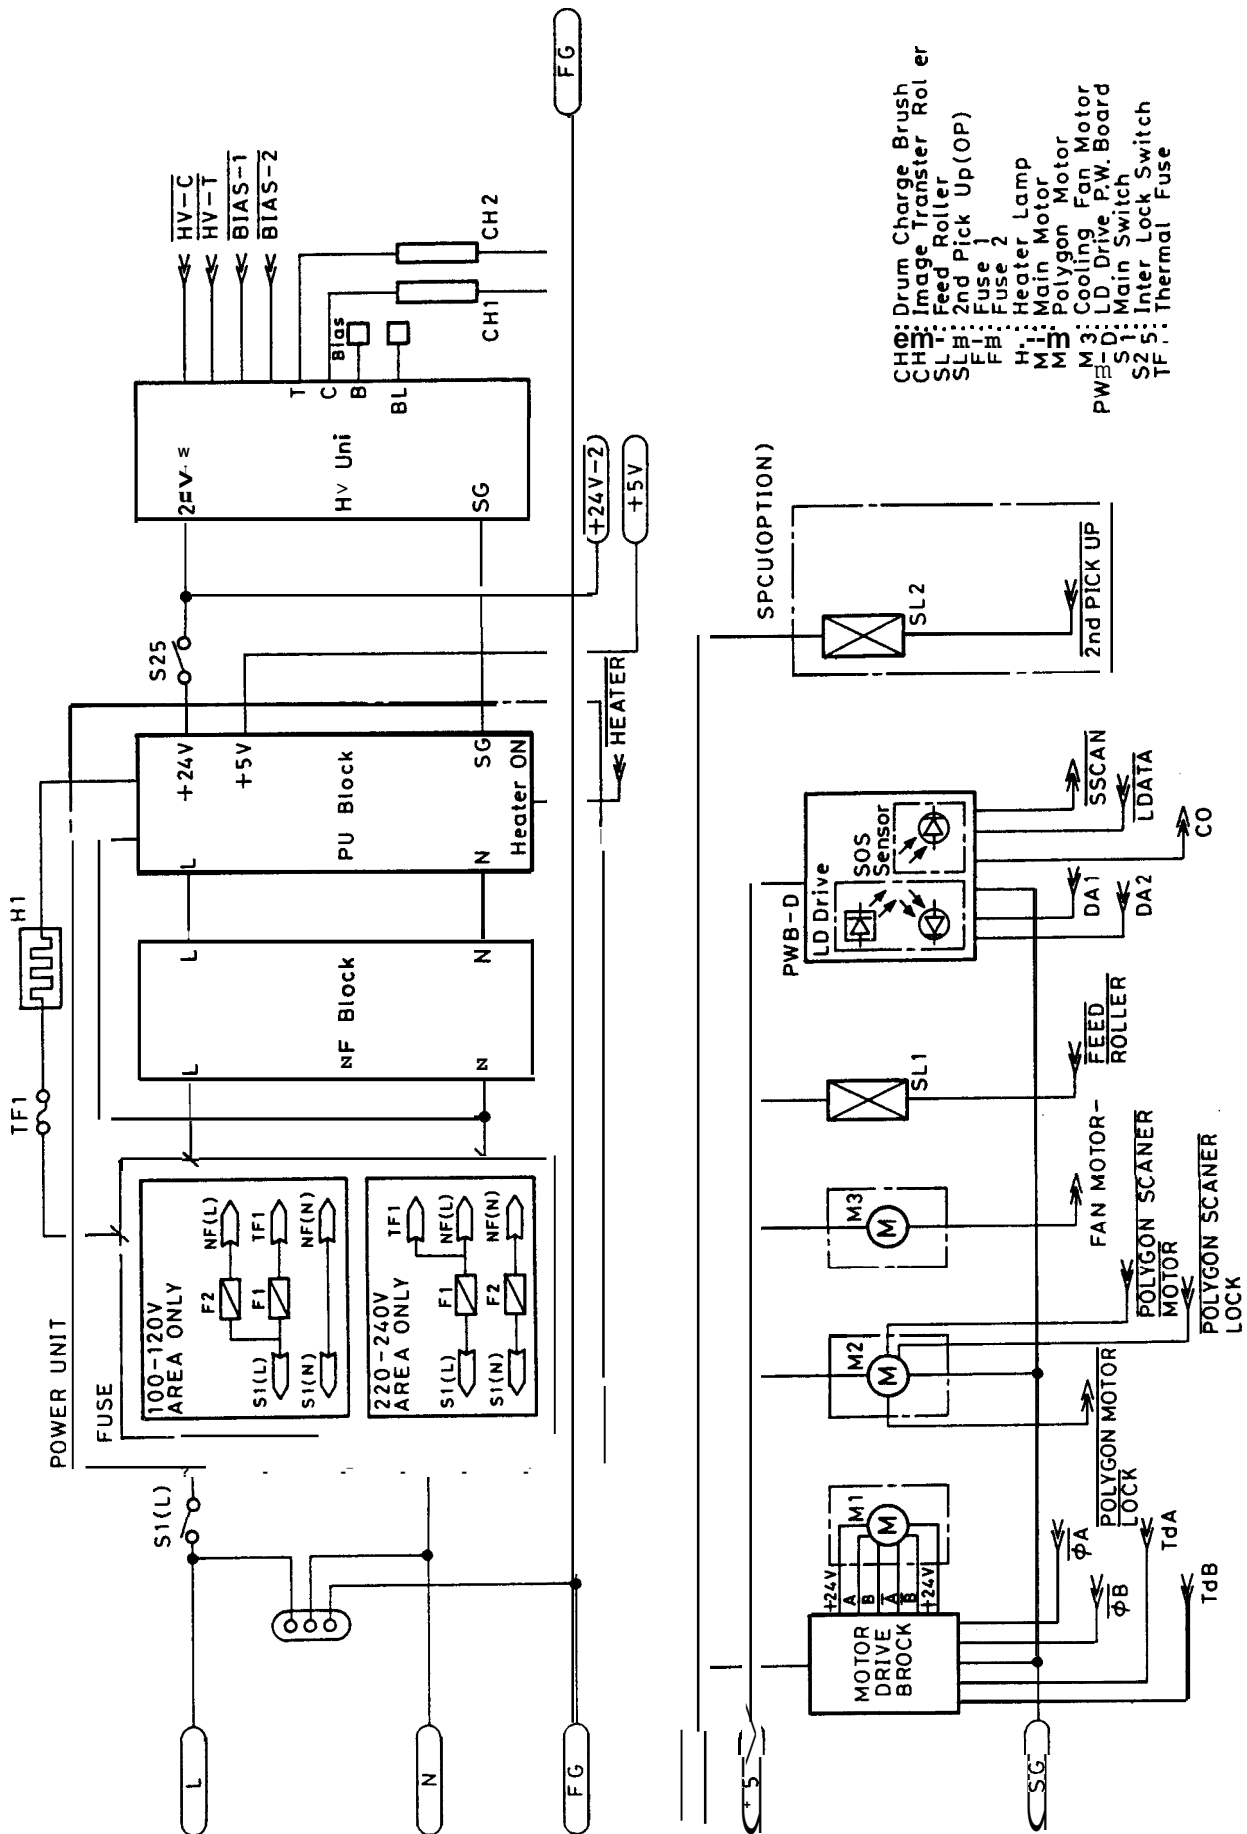 POWER UNIT
FUSE
100-120V
AREA ONLY
S1(L)
F2
NF(L)
F1
TF1
S1(N)
NF(N)
220-240V
AREA ONLY
TF1
S1(L)
F1
NF(L)
S1(N)
F2
NF(N)
S1(L)
L
N
FG
TF1
H1
L
N
NF Block
L
N
L
N
PU Block
+24V
+5V
SG
Heater ON
HEATER
S25
Hv Uni
SG
T
C
B
BL
Bias
HV-C
HV-T
BIAS-1
BIAS-2
CH1
CH2
+24V-2
+5V
FG
5
SG
MOTOR
DRIVE
BROCK
+24V
A
B
A
B
+24V
M1
M
ΦA
ΦB
TdA
TdB
M2
M
POLYGON MOTOR
LOCK
POLYGON SCANER
MOTOR
POLYGON SCANER
LOCK
M3
M
FAN MOTOR-
SL1
FEED
ROLLER
PWB-D
LD Drive
SOS
Sensor
DA1
DA2
SSCAN
LDATA
CO
SPCU(OPTION)
SL2
2nd PICK UP
Drum Charge Brush
Image Transter Rol er
SL Feed Roller
SL 2nd Pick Up(OP)
F Fuse 1
F Fuse 2
H Heater Lamp
M Main Motor
M Polygon Motor
M3: Cooling Fan Motor
PWB-D: LD Drive P.W. Board
S1: Main Switch
S25: Inter Lock Switch
TF : Thermal Fuse